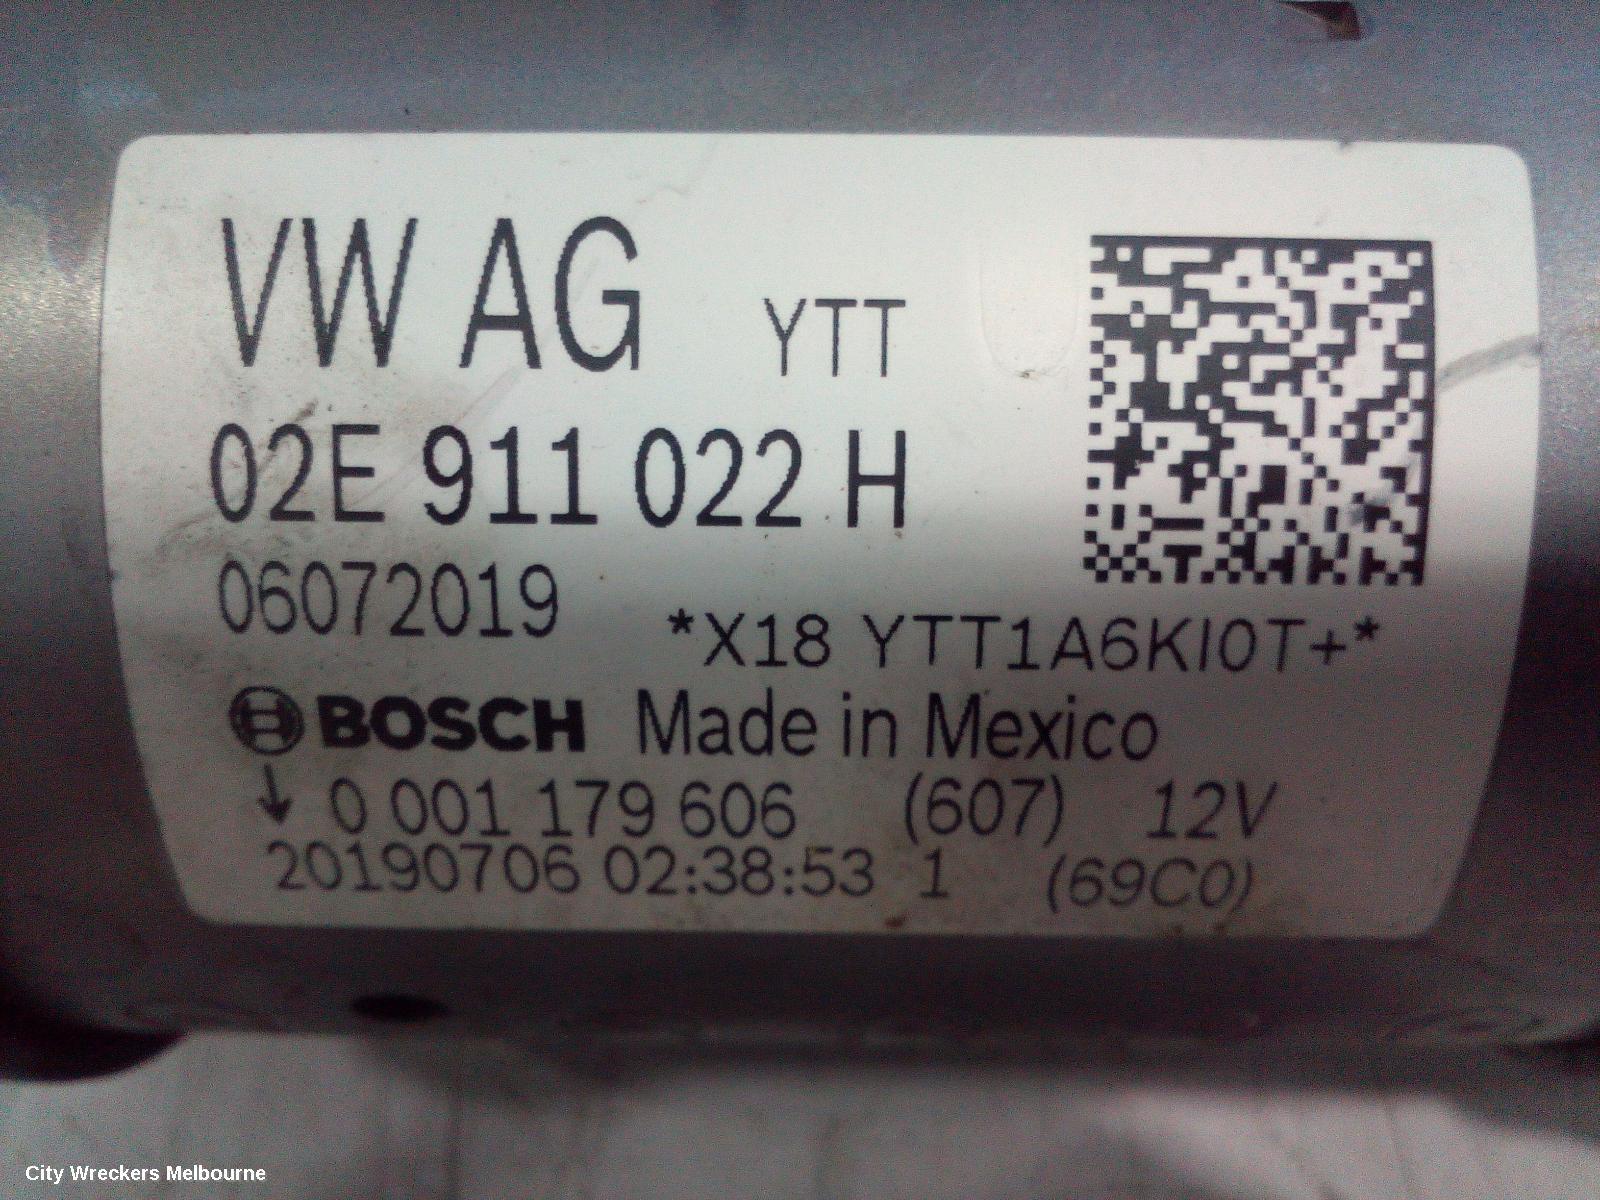 VW AG YTT
02E 911 022 H
06072019
*X18 YTT1A6KI0T+*
BOSCH Made in Mexico
↓ 0 001 179 606 (607) 12V
20190706 02:38:53 1 (69C0)
City Wreckers Melbourne